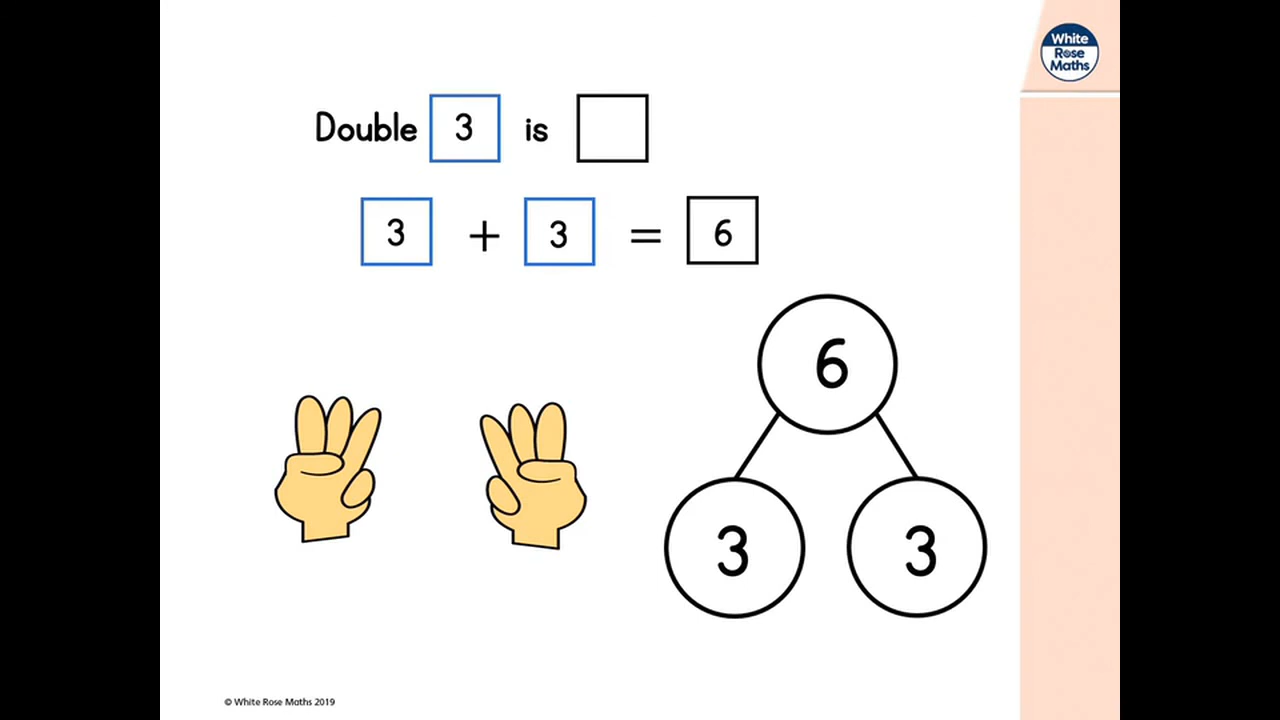 White
Rose
Maths
Double 3 is
3 + 3 = 6
6
3 3
© White Rose Maths 2019